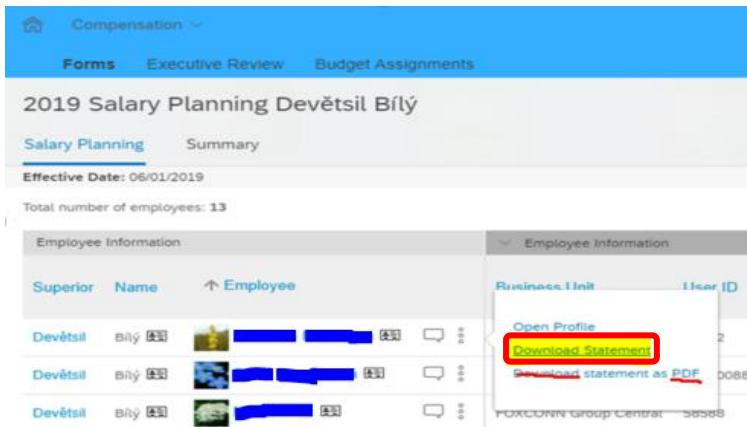 Compensation
Forms Executive Review Budget Assignments
2019 Salary Planning Devětsil Bílý
Salary Planning Summary
Effective Date: 06/01/2019
Total number of employees: 13
Employee Information Employee Information
Superior Name Employee Business Unit User ID
Open Profile
Devětsil Bílý 2
Download Statement
Devětsil Bílý Download statement as PDF 0088
Devětsil Bílý FOXCONN Group Central 58588